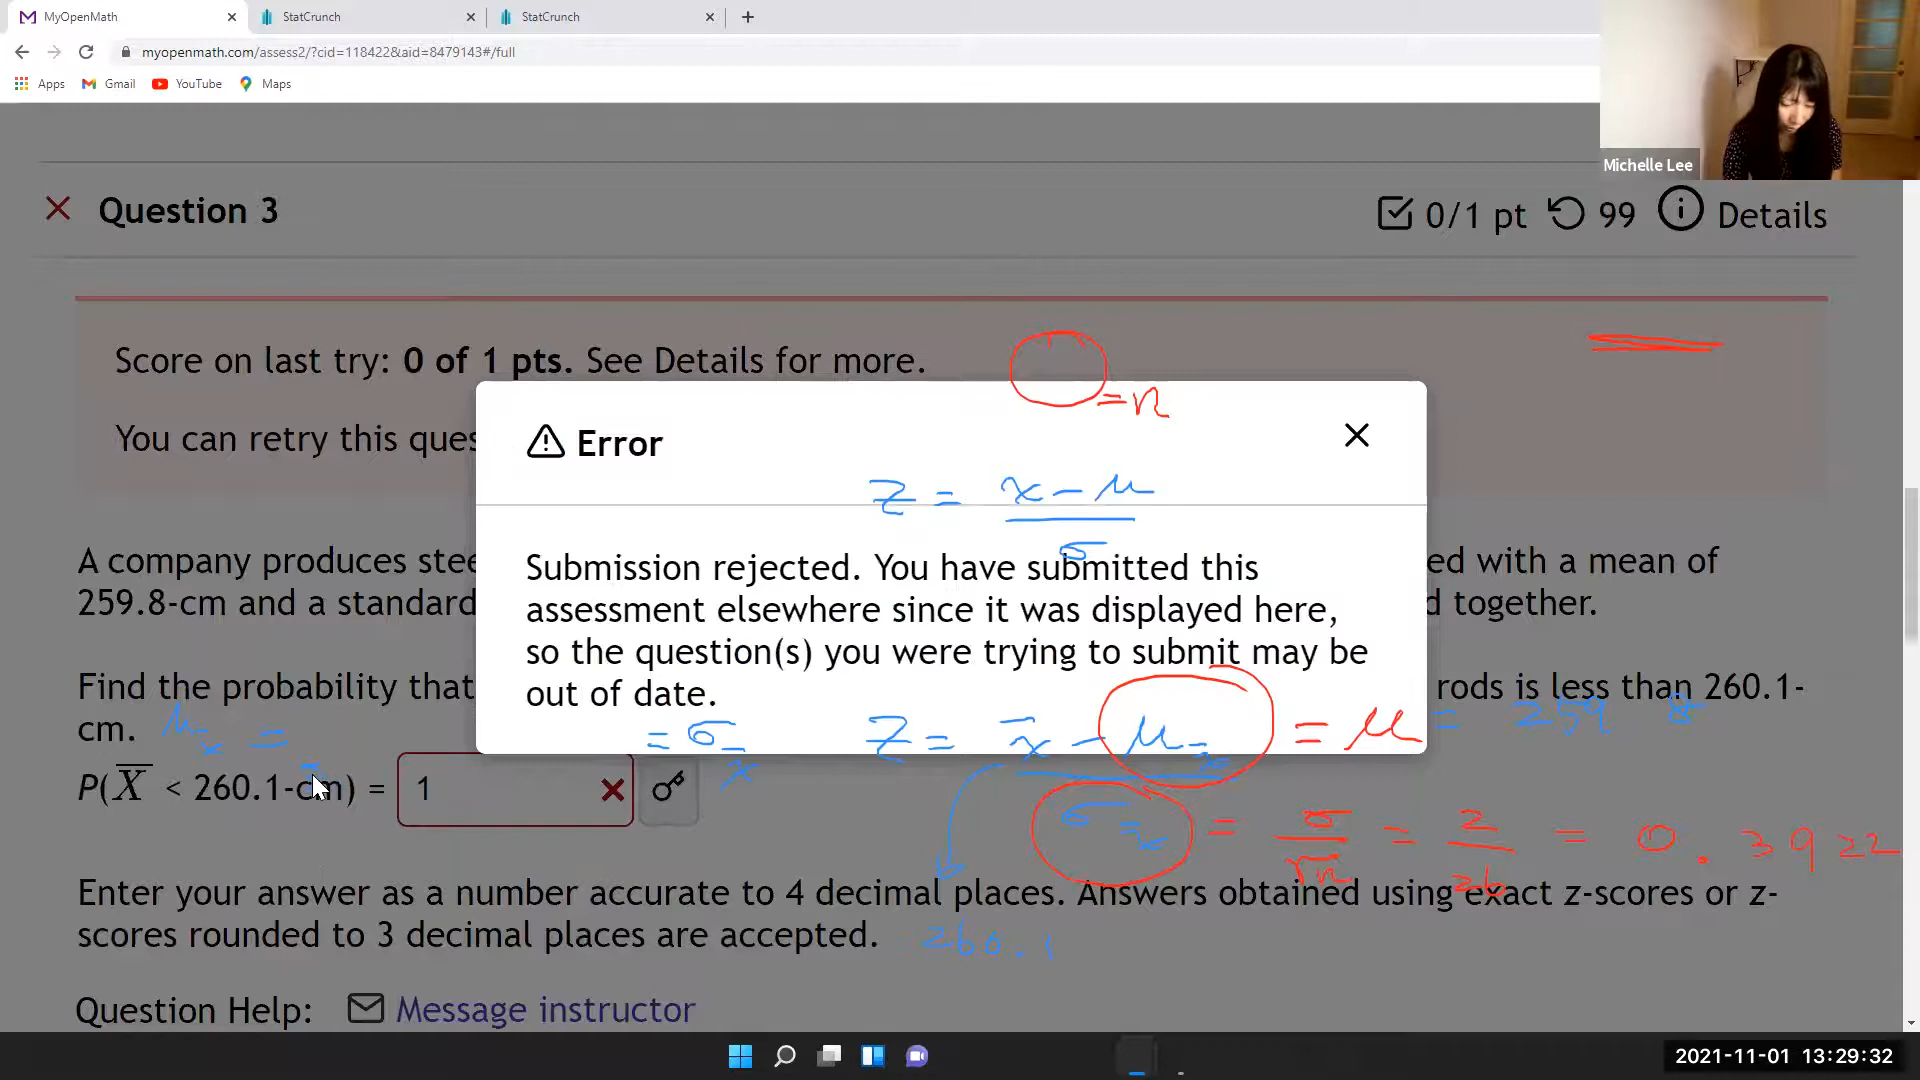 MyOpenMath
StatCrunch
StatCrunch
myopenmath.com/assess2/?cid=118422&aid=8479143#/full
Apps
Gmail
YouTube
Maps
Michelle Lee
Question 3
0/1 pt
99
Details
Score on last try: 0 of 1 pts. See Details for more.
= n
You can retry this ques
Error
z = x - μ
σ
Submission rejected. You have submitted this
assessment elsewhere since it was displayed here,
so the question(s) you were trying to submit may be
out of date.
A company produces stee
ed with a mean of
259.8-cm and a standard
d together.
Find the probability that
rods is less than 260.1-
cm.
μx̄ =
= σx̄
z = x̄ - μx̄ = μ = 259 8
P(X̄ < 260.1-cm) = 1
σx̄ = σ/√n = 2/26 = 0.3922
Enter your answer as a number accurate to 4 decimal places. Answers obtained using exact z-scores or z-
scores rounded to 3 decimal places are accepted.
260.1
Question Help:
Message instructor
2021-11-01 13:29:32